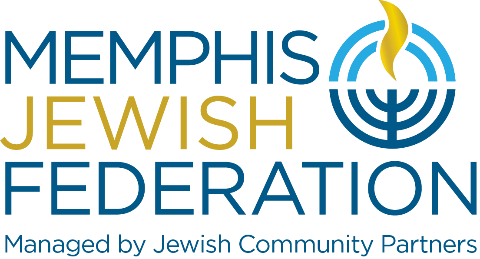 MEMPHIS
JEWISH
FEDERATION
Managed by Jewish Community Partners